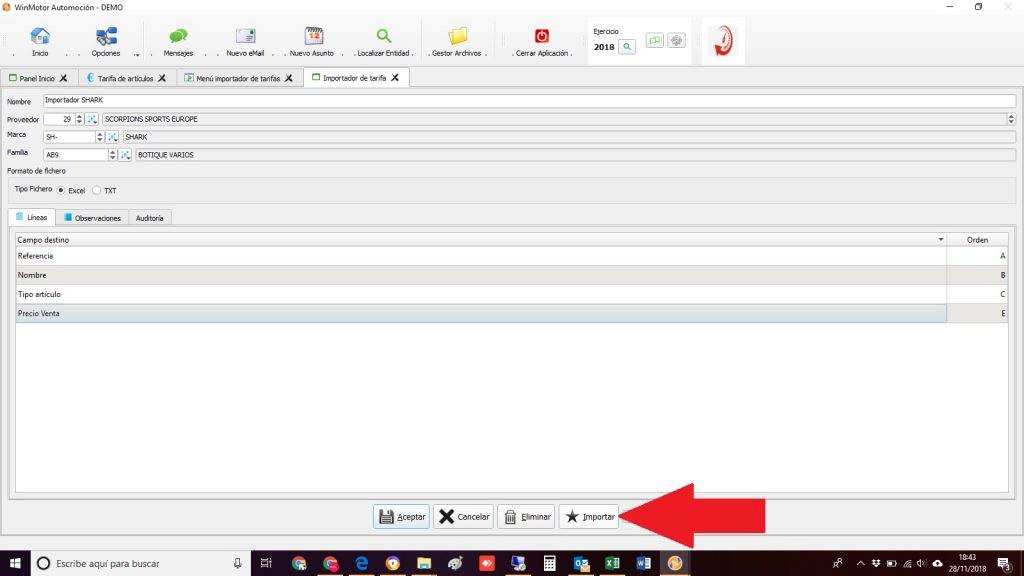 WinMotor Automoción - DEMO
Inicio
Opciones
Mensajes
Nuevo eMail
Nuevo Asunto
Localizar Entidad
Gestor Archivos
Cerrar Aplicación
Ejercicio
2018
Panel Inicio
Tarifa de artículos
Menú importador de tarifas
Importador de tarifa
Nombre Importador SHARK
Proveedor 29 SCORPIONS SPORTS EUROPE
Marca SH- SHARK
Familia AB9 BOTIQUE VARIOS
Formato de fichero
Tipo Fichero Excel TXT
Líneas Observaciones Auditoría
Campo destino Orden
Referencia A
Nombre B
Tipo artículo C
Precio Venta E
Aceptar Cancelar Eliminar Importar
Escribe aquí para buscar
18:43
28/11/2018
3